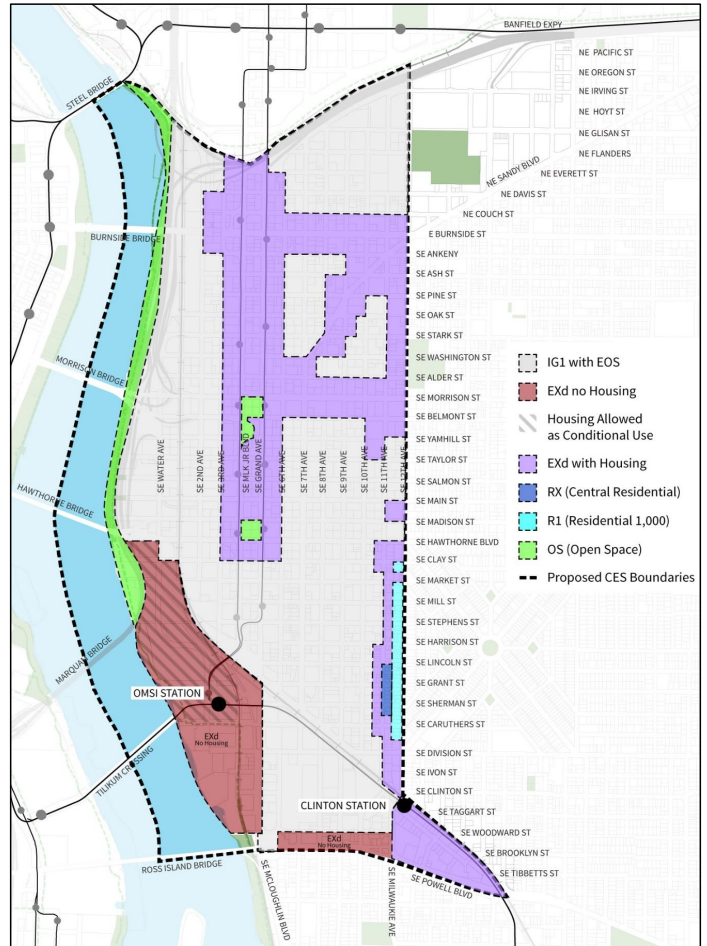 BANFIELD EXPY
NE PACIFIC ST
NE OREGON ST
NE IRVING ST
NE HOYT ST
NE GLISAN ST
NE FLANDERS
NE SANDY BLVD
NE EVERETT ST
NE DAVIS ST
NE COUCH ST
E BURNSIDE ST
SE ANKENY
SE ASH ST
SE PINE ST
SE OAK ST
SE STARK ST
SE WASHINGTON ST
SE ALDER ST
SE MORRISON ST
SE BELMONT ST
SE YAMHILL ST
SE TAYLOR ST
SE SALMON ST
SE MAIN ST
SE MADISON ST
SE HAWTHORNE BLVD
SE CLAY ST
SE MARKET ST
SE MILL ST
SE STEPHENS ST
SE HARRISON ST
SE LINCOLN ST
SE GRANT ST
SE SHERMAN ST
SE CARUTHERS ST
SE DIVISION ST
SE IVON ST
SE CLINTON ST
SE TAGGART ST
SE WOODWARD ST
SE BROOKLYN ST
SE TIBBETTS ST
STEEL BRIDGE
BURNSIDE BRIDGE
MORRISON BRIDGE
HAWTHORNE BRIDGE
MARQUAM BRIDGE
TILIKUM CROSSING
ROSS ISLAND BRIDGE
SE WATER AVE
SE 2ND AVE
SE 3RD AVE
SE MLK JR BLVD
SE GRAND AVE
SE 6TH AVE
SE 7TH AVE
SE 8TH AVE
SE 9TH AVE
SE 10TH AVE
SE 11TH AVE
SE 12TH AVE
OMSI STATION
EXd
No Housing
CLINTON STATION
EXd
No Housing
SE MCLOUGHLIN BLVD
SE MILWAUKIE AVE
SE POWELL BLVD
IG1 with EOS
EXd no Housing
Housing Allowed
as Conditional Use
EXd with Housing
RX (Central Residential)
R1 (Residential 1,000)
OS (Open Space)
Proposed CES Boundaries